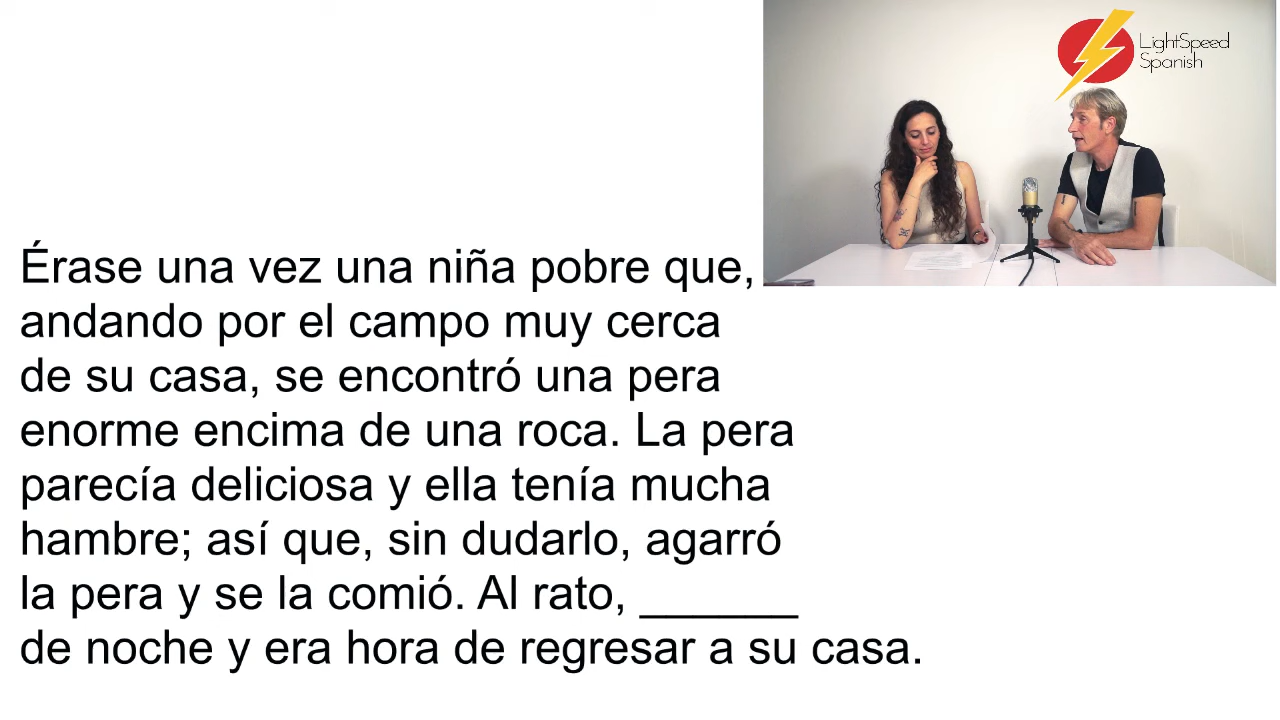 LightSpeed
Spanish
Érase una vez una niña pobre que,
andando por el campo muy cerca
de su casa, se encontró una pera
enorme encima de una roca. La pera
parecía deliciosa y ella tenía mucha
hambre; así que, sin dudarlo, agarró
la pera y se la comió. Al rato, ______
de noche y era hora de regresar a su casa.